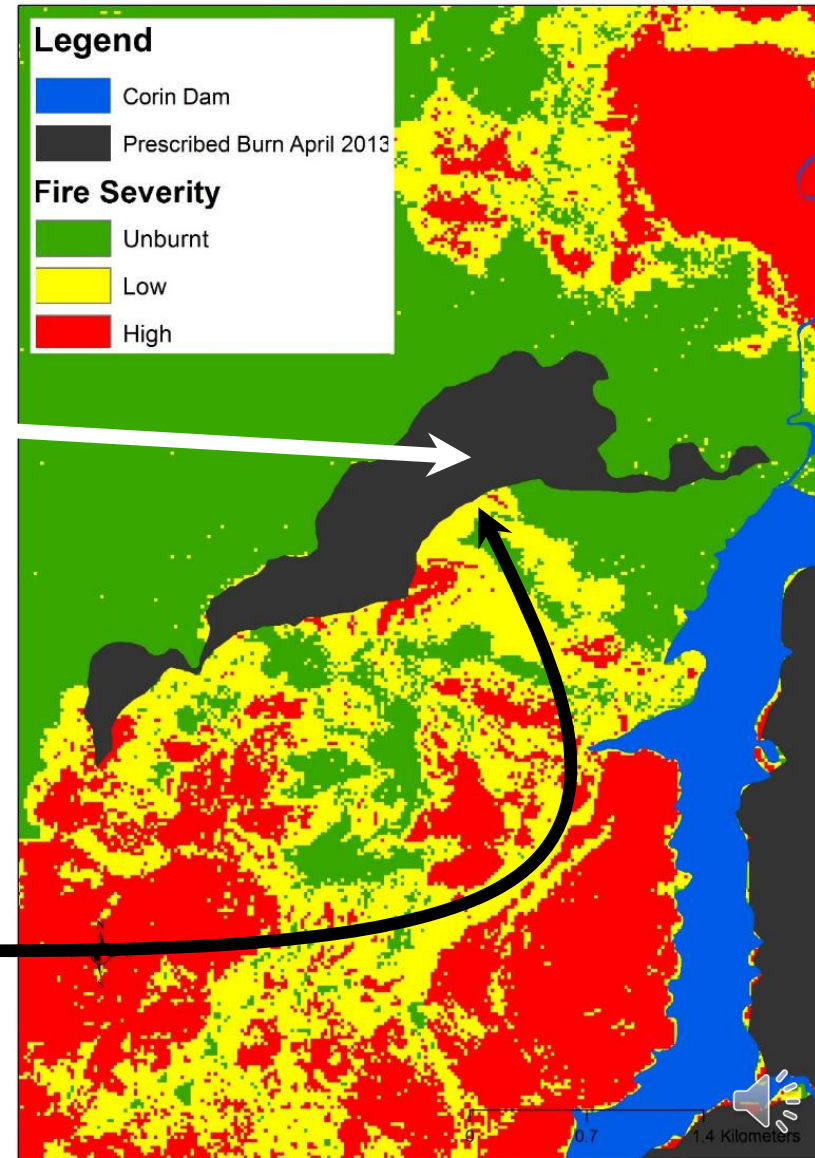 Legend
Corin Dam
Prescribed Burn April 2013
Fire Severity
Unburnt
Low
High
0.7 1.4 Kilometers